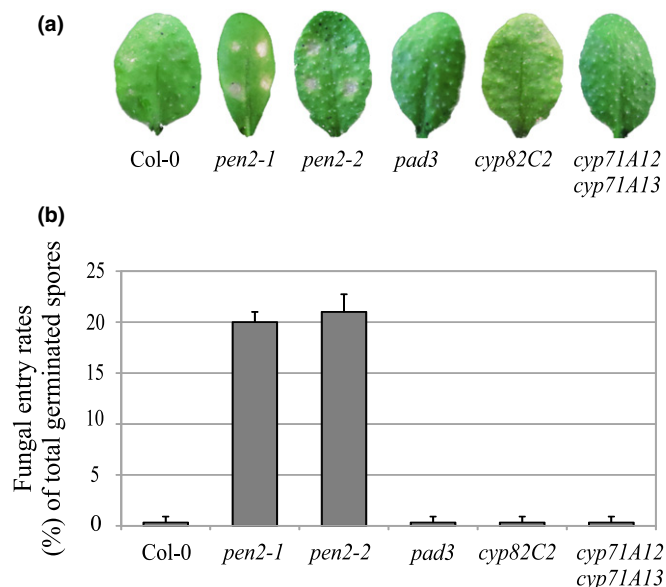 (a)
Col-0 pen2-1 pen2-2 pad3 cyp82C2 cyp71A12
cyp71A13
(b)
Fungal entry rates
(%) of total germinated spores
25
20
15
10
5
0
Col-0 pen2-1 pen2-2 pad3 cyp82C2 cyp71A12
cyp71A13